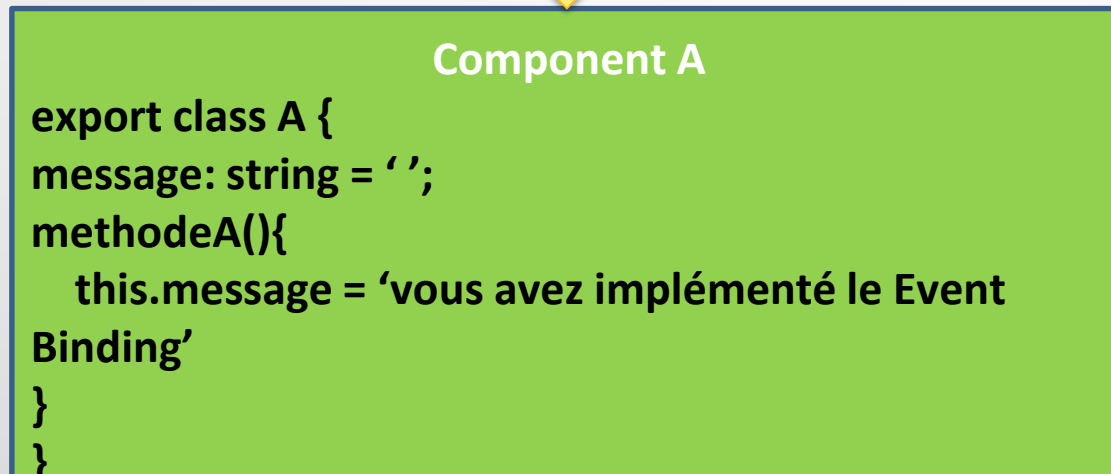 Component A
export class A {
message: string = ‘ ’;
methodeA(){
this.message = ‘vous avez implémenté le Event
Binding’
}
}